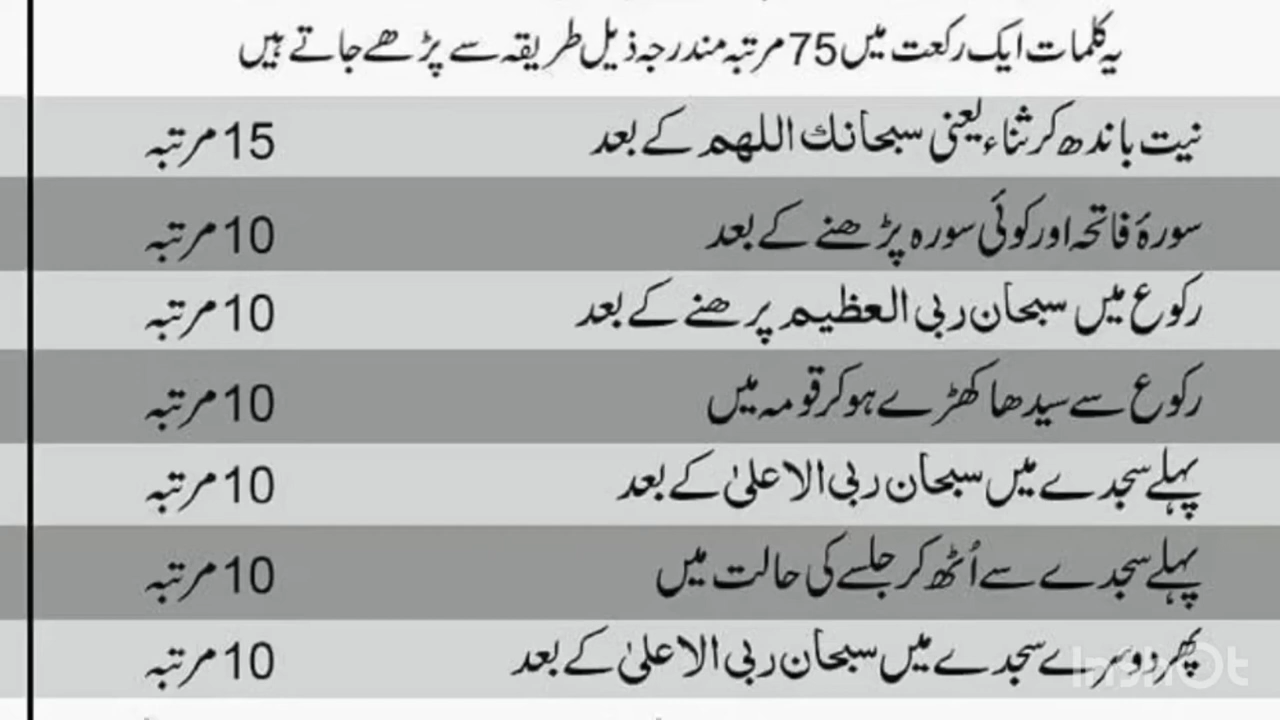 یہ کلمات ایک رکعت میں 75 مرتبہ مندرجہ ذیل طریقہ سے پڑھے جاتے ہیں
نیت باندھ کر ثناء یعنی سبحانك اللهم کے بعد 15 مرتبہ
سورۂ فاتحہ اور کوئی سورہ پڑھنے کے بعد 10 مرتبہ
رکوع میں سبحان ربی العظیم پرھنے کے بعد 10 مرتبہ
رکوع سے سیدھا کھڑے ہو کر قومہ میں 10 مرتبہ
پہلے سجدے میں سبحان ربی الاعلیٰ کے بعد 10 مرتبہ
پہلے سجدے سے اُٹھ کر جلسے کی حالت میں 10 مرتبہ
پھر دوسرے سجدے میں سبحان ربی الاعلیٰ کے بعد 10 مرتبہ
InShOt